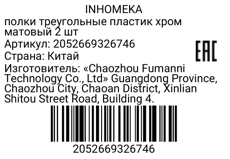 INHOMEKA
полки треугольные пластик хром
матовый 2 шт
Артикул: 2052669326746
Страна: Китай
Изготовитель: «Chaozhou Fumanni
Technology Co., Ltd» Guangdong Province,
Chaozhou City, Chaoan District, Xinlian
Shitou Street Road, Building 4.
EAC
2052669326746